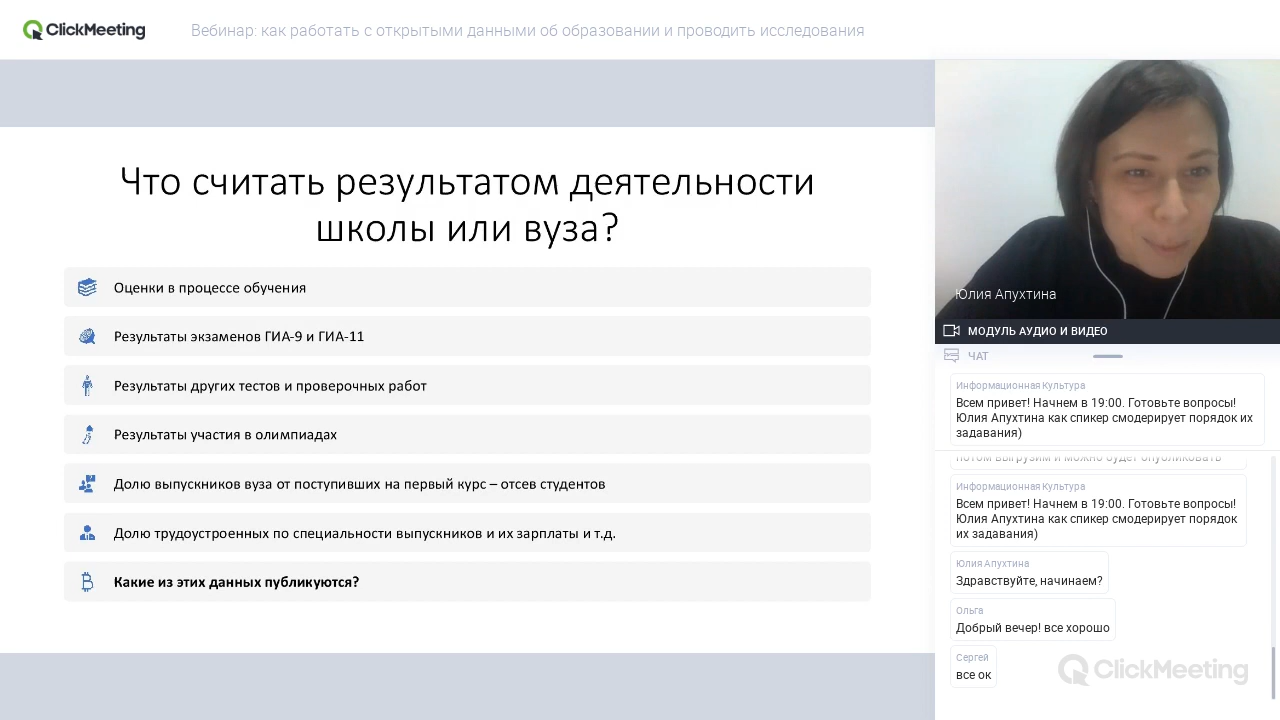 ClickMeeting
Вебинар: как работать с открытыми данными об образовании и проводить исследования
Что считать результатом деятельности
школы или вуза?
Оценки в процессе обучения
Результаты экзаменов ГИА-9 и ГИА-11
Результаты других тестов и проверочных работ
Результаты участия в олимпиадах
Долю выпускников вуза от поступивших на первый курс – отсев студентов
Долю трудоустроенных по специальности выпускников и их зарплаты и т.д.
Какие из этих данных публикуются?
Юлия Апухтина
МОДУЛЬ АУДИО И ВИДЕО
ЧАТ
Информационная Культура
Всем привет! Начнем в 19:00. Готовьте вопросы!
Юлия Апухтина как спикер смодерирует порядок их
задавания)
потом выгрузим и можно будет опубликовать
Информационная Культура
Всем привет! Начнем в 19:00. Готовьте вопросы!
Юлия Апухтина как спикер смодерирует порядок
их задавания)
Юлия Апухтина
Здравствуйте, начинаем?
Ольга
Добрый вечер! все хорошо
Сергей
все ок
ClickMeeting